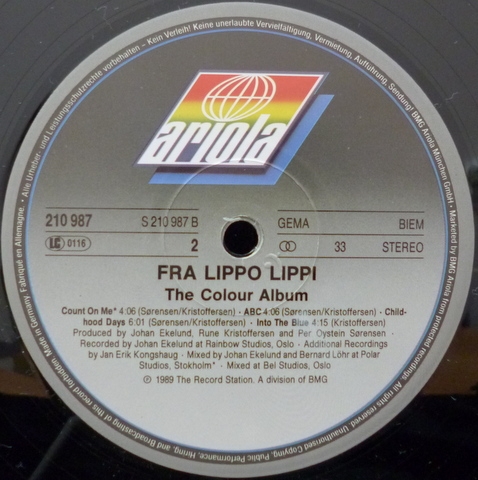 Alle Urheber- und Leistungsschutzrechte vorbehalten - Kein Verleih! Keine unerlaubte Vervielfältigung, Vermietung, Aufführung, Sendung! BMG Ariola München GmbH
ariola
210 987 S 210 987 B GEMA BIEM
LC 0116 2 33 STEREO
FRA LIPPO LIPPI
The Colour Album
Count On Me* 4:06 (Sørensen/Kristoffersen) · ABC 4:06 (Sørensen/Kristoffersen) · Child-
hood Days 6:01 (Sørensen/Kristoffersen) · Into The Blue 4:15 (Kristoffersen)
Produced by Johan Ekelund, Rune Kristoffersen and Per Oystein Sørensen ·
Recorded by Johan Ekelund at Rainbow Studios, Oslo · Additional Recordings
by Jan Erik Kongshaug · Mixed by Johan Ekelund and Bernard Löhr at Polar
Studios, Stokholm* · Mixed at Bel Studios, Oslo
℗ 1989 The Record Station. A division of BMG
Made in Germany. Fabriqué en Allemagne.
Marketed by BMG Ariola from protected recordings. All rights reserved. Unauthorised Copying, Public Performance, Hiring and Broadcasting of this record forbidden.